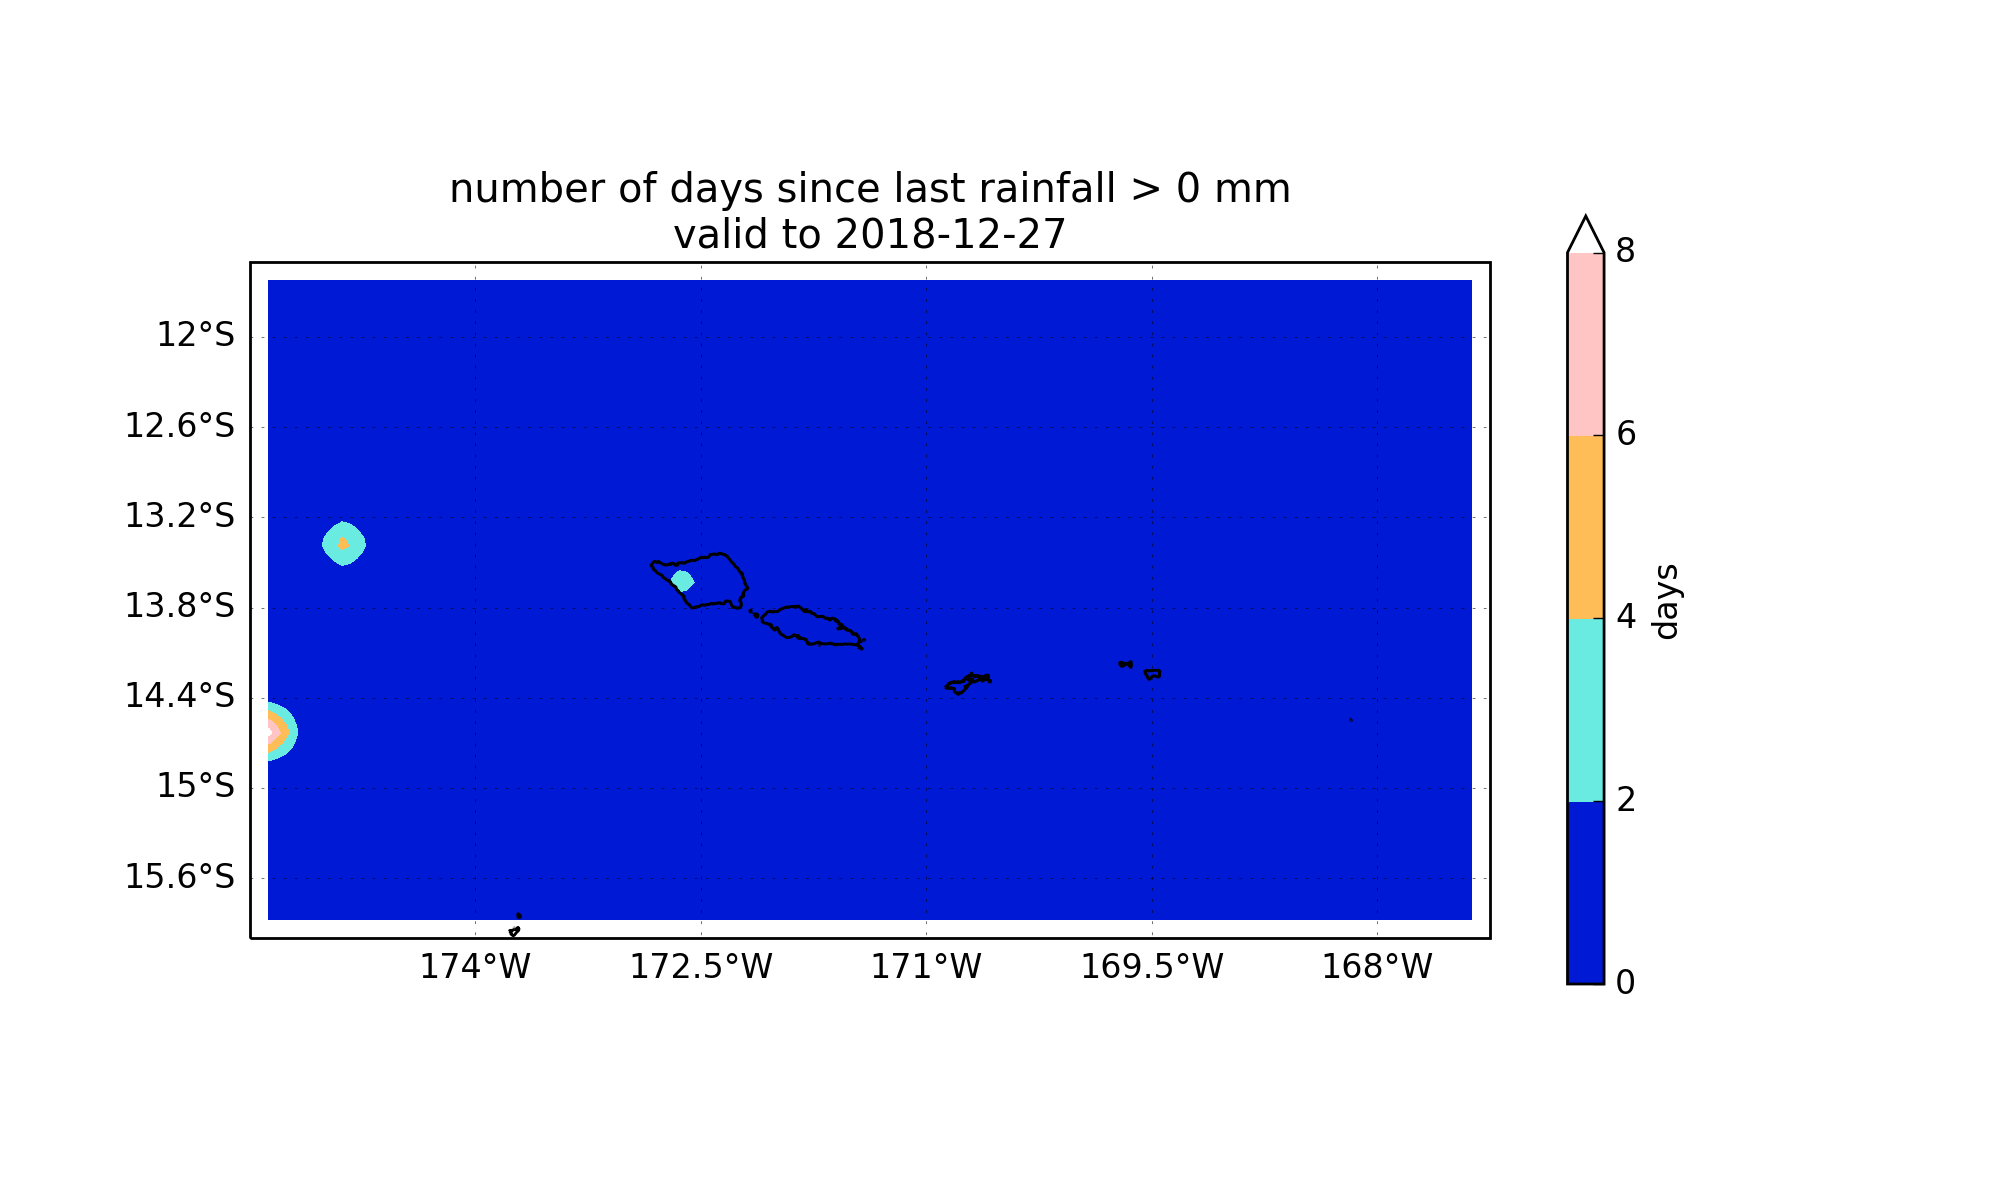 number of days since last rainfall > 0 mm
valid to 2018-12-27
12°S
12.6°S
13.2°S
13.8°S
14.4°S
15°S
15.6°S
174°W 172.5°W 171°W 169.5°W 168°W
8
6
4
2
0
days